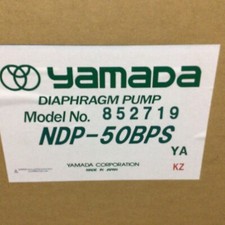 yamada
DIAPHRAGM PUMP
Model No. 852719
NDP-50BPS
YA
KZ
YAMADA CORPORATION
MADE IN JAPAN